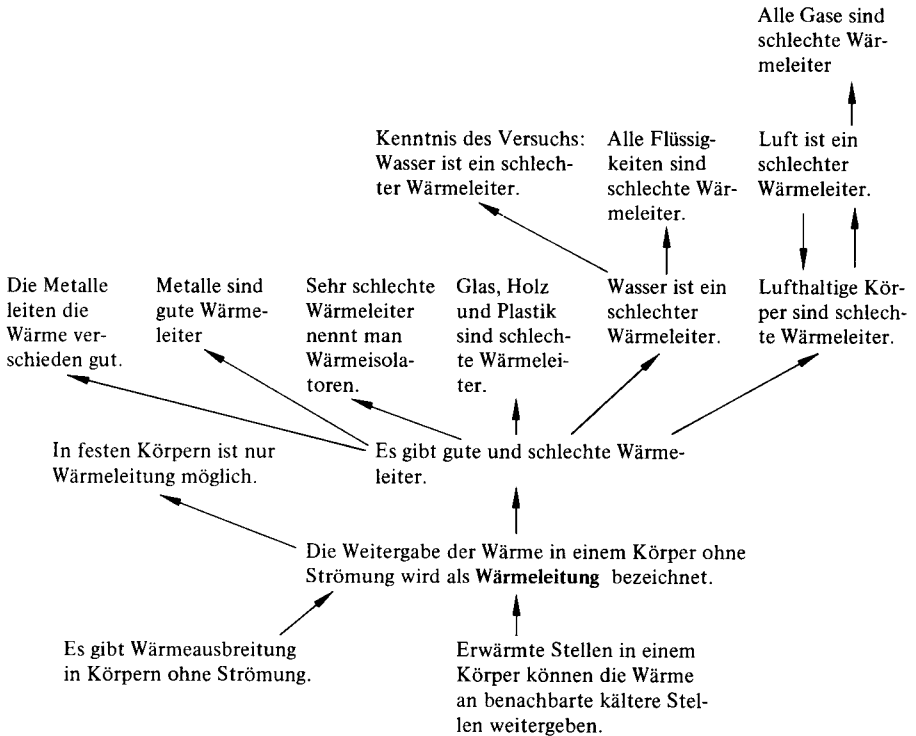 Alle Gase sind
schlechte Wär-
meleiter
Kenntnis des Versuchs:
Wasser ist ein schlech-
ter Wärmeleiter.
Alle Flüssig-
keiten sind
schlechte Wär-
meleiter.
Luft ist ein
schlechter
Wärmeleiter.
Die Metalle
leiten die
Wärme ver-
schieden gut.
Metalle sind
gute Wärme-
leiter
Sehr schlechte
Wärmeleiter
nennt man
Wärmeisola-
toren.
Glas, Holz
und Plastik
sind schlech-
te Wärmelei-
ter.
Wasser ist ein
schlechter
Wärmeleiter.
Lufthaltige Kör-
per sind schlech-
te Wärmeleiter.
In festen Körpern ist nur
Wärmeleitung möglich.
Es gibt gute und schlechte Wärme-
leiter.
Die Weitergabe der Wärme in einem Körper ohne
Strömung wird als Wärmeleitung bezeichnet.
Es gibt Wärmeausbreitung
in Körpern ohne Strömung.
Erwärmte Stellen in einem
Körper können die Wärme
an benachbarte kältere Stel-
len weitergeben.